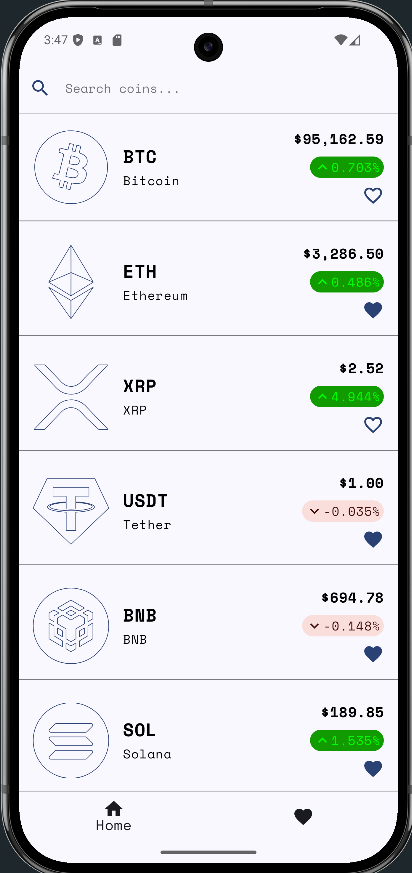 3:47
Search coins...
$95,162.59
BTC
0.703%
Bitcoin
$3,286.50
ETH
0.486%
Ethereum
$2.52
XRP
4.944%
XRP
$1.00
USDT
-0.035%
Tether
$694.78
BNB
-0.148%
BNB
$189.85
SOL
1.535%
Solana
Home